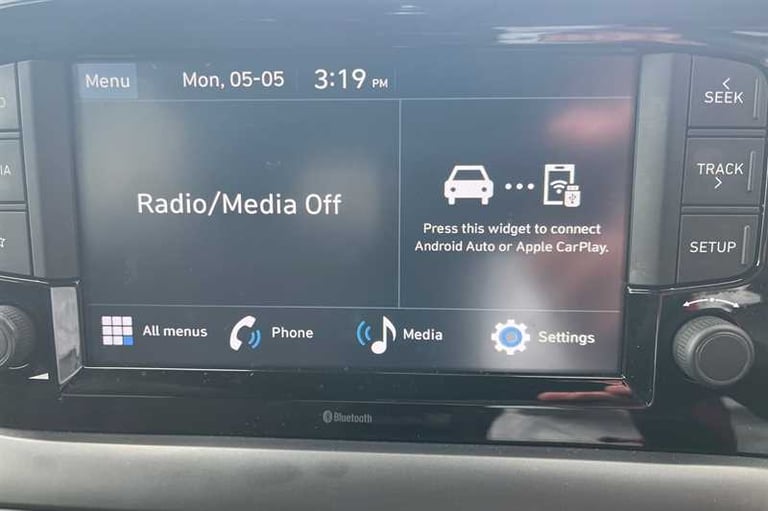 Menu
Mon, 05-05
3:19 PM
SEEK
TRACK
SETUP
Radio/Media Off
Press this widget to connect
Android Auto or Apple CarPlay.
All menus
Phone
Media
Settings
Bluetooth